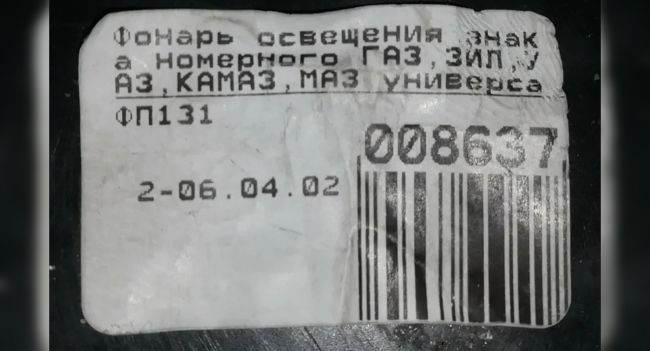 Фонарь освещения знак
а номерного ГАЗ,ЗИЛ,У
АЗ,КАМАЗ,МАЗ универса
ФП131
008637
2-06.04.02